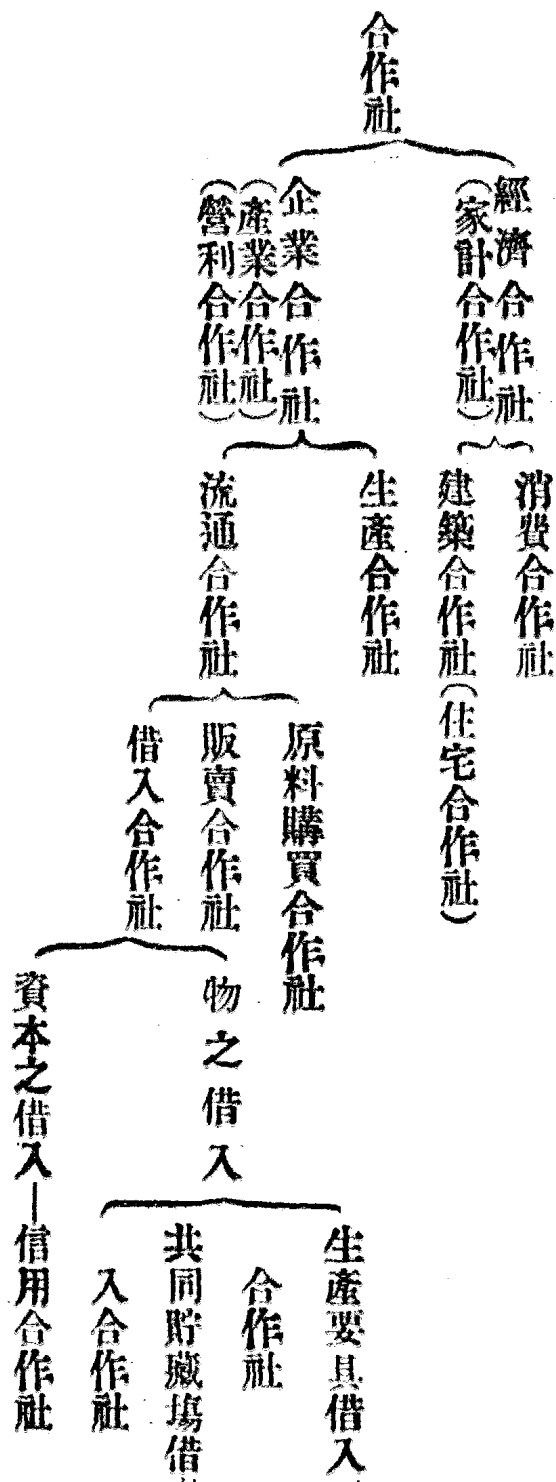 合作社
經濟合作社
(家計合作社)
消費合作社
建築合作社(住宅合作社)
企業合作社
(產業合作社)
(營利合作社)
生產合作社
流通合作社
原料購買合作社
販賣合作社
借入合作社
物之借入
生產要具借入
合作社
共同貯藏場借
入合作社
資本之借入—信用合作社